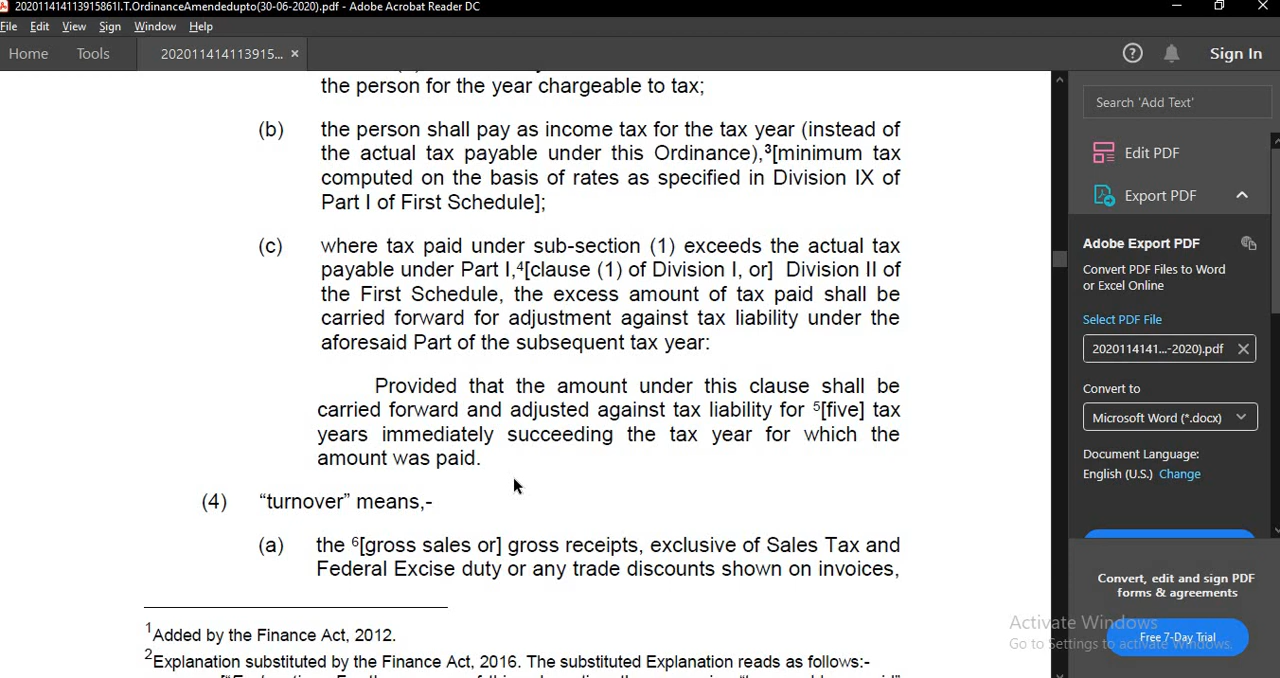 202011414113915861I.T.OrdinanceAmendedupto(30-06-2020).pdf - Adobe Acrobat Reader DC
File Edit View Sign Window Help
Home Tools 202011414113915... × Sign In
the person for the year chargeable to tax;
(b) the person shall pay as income tax for the tax year (instead of
the actual tax payable under this Ordinance),³[minimum tax
computed on the basis of rates as specified in Division IX of
Part I of First Schedule];
(c) where tax paid under sub-section (1) exceeds the actual tax
payable under Part I,⁴[clause (1) of Division I, or] Division II of
the First Schedule, the excess amount of tax paid shall be
carried forward for adjustment against tax liability under the
aforesaid Part of the subsequent tax year:
Provided that the amount under this clause shall be
carried forward and adjusted against tax liability for ⁵[five] tax
years immediately succeeding the tax year for which the
amount was paid.
(4) “turnover” means,-
(a) the ⁶[gross sales or] gross receipts, exclusive of Sales Tax and
Federal Excise duty or any trade discounts shown on invoices,
¹Added by the Finance Act, 2012.
²Explanation substituted by the Finance Act, 2016. The substituted Explanation reads as follows:-
Search 'Add Text'
Edit PDF
Export PDF
Adobe Export PDF
Convert PDF Files to Word
or Excel Online
Select PDF File
2020114141...-2020).pdf
Convert to
Microsoft Word (*.docx)
Document Language:
English (U.S.) Change
Convert, edit and sign PDF
forms & agreements
Free 7-Day Trial
Activate Windows
Go to Settings to activate Windows.